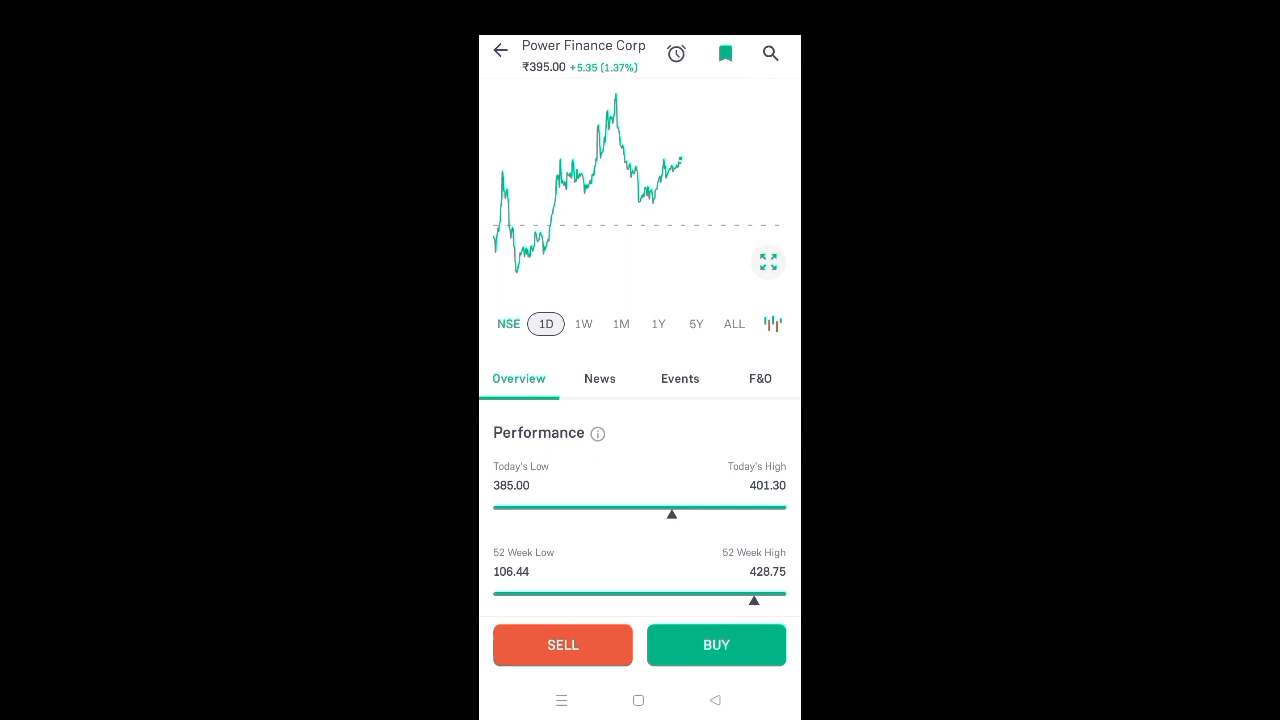 Power Finance Corp
₹395.00 +5.35 (1.37%)
NSE 1D 1W 1M 1Y 5Y ALL
Overview News Events F&O
Performance
Today's Low Today's High
385.00 401.30
52 Week Low 52 Week High
106.44 428.75
SELL BUY